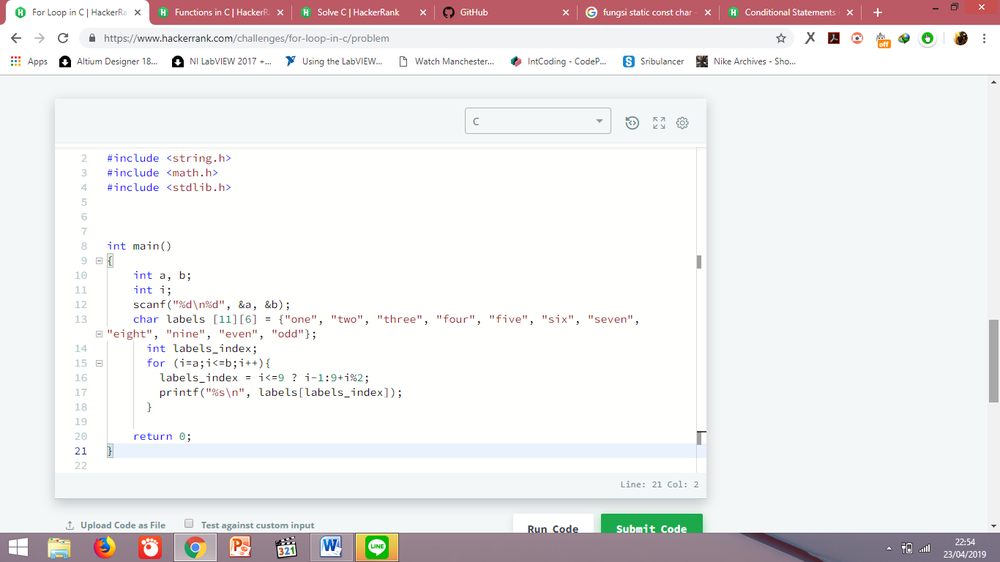 For Loop in C | HackerRa
Functions in C | HackerRa
Solve C | HackerRank
GitHub
fungsi static const char -
Conditional Statements i
https://www.hackerrank.com/challenges/for-loop-in-c/problem
off
Apps
Altium Designer 18...
NI LabVIEW 2017 +...
Using the LabVIEW...
Watch Manchester...
IntCoding - CodeP...
Sribulancer
Nike Archives - Sho...
C
2 #include <string.h>
3 #include <math.h>
4 #include <stdlib.h>
5
6
7
8 int main()
9 {
10 int a, b;
11 int i;
12 scanf("%d\n%d", &a, &b);
13 char labels [11][6] = {"one", "two", "three", "four", "five", "six", "seven",
"eight", "nine", "even", "odd"};
14 int labels_index;
15 for (i=a;i<=b;i++){
16 labels_index = i<=9 ? i-1:9+i%2;
17 printf("%s\n", labels[labels_index]);
18 }
19
20 return 0;
21 }
22
Line: 21 Col: 2
Upload Code as File
Test against custom input
Run Code
Submit Code
321
LINE
22:54
23/04/2019